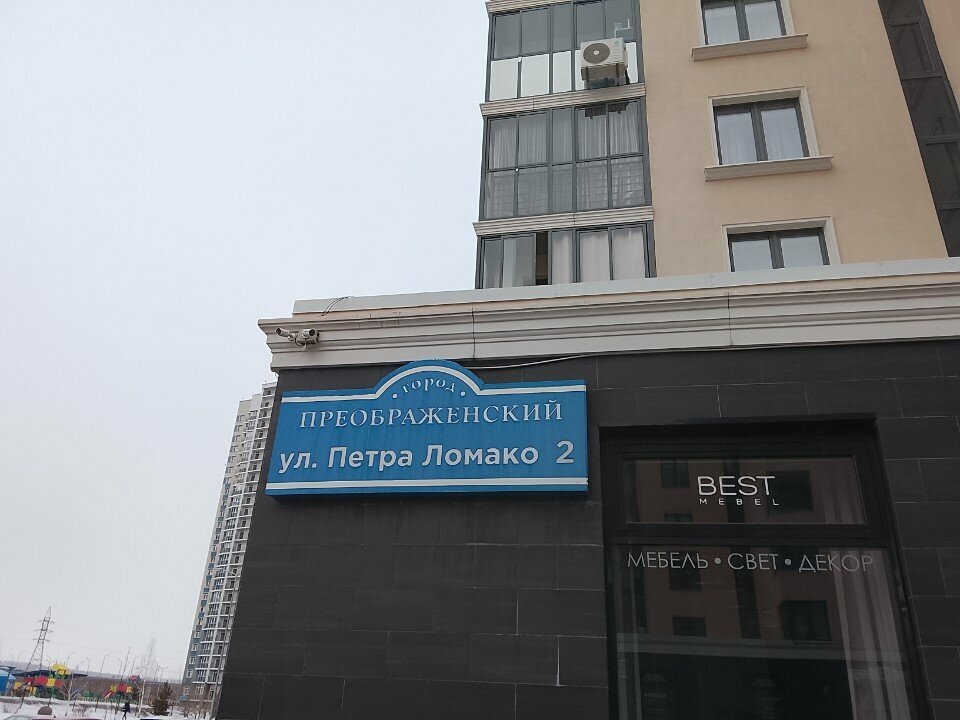 • город •
ПРЕОБРАЖЕНСКИЙ
ул. Петра Ломако 2
BEST
MEBEL
МЕБЕЛЬ • СВЕТ • ДЕКОР